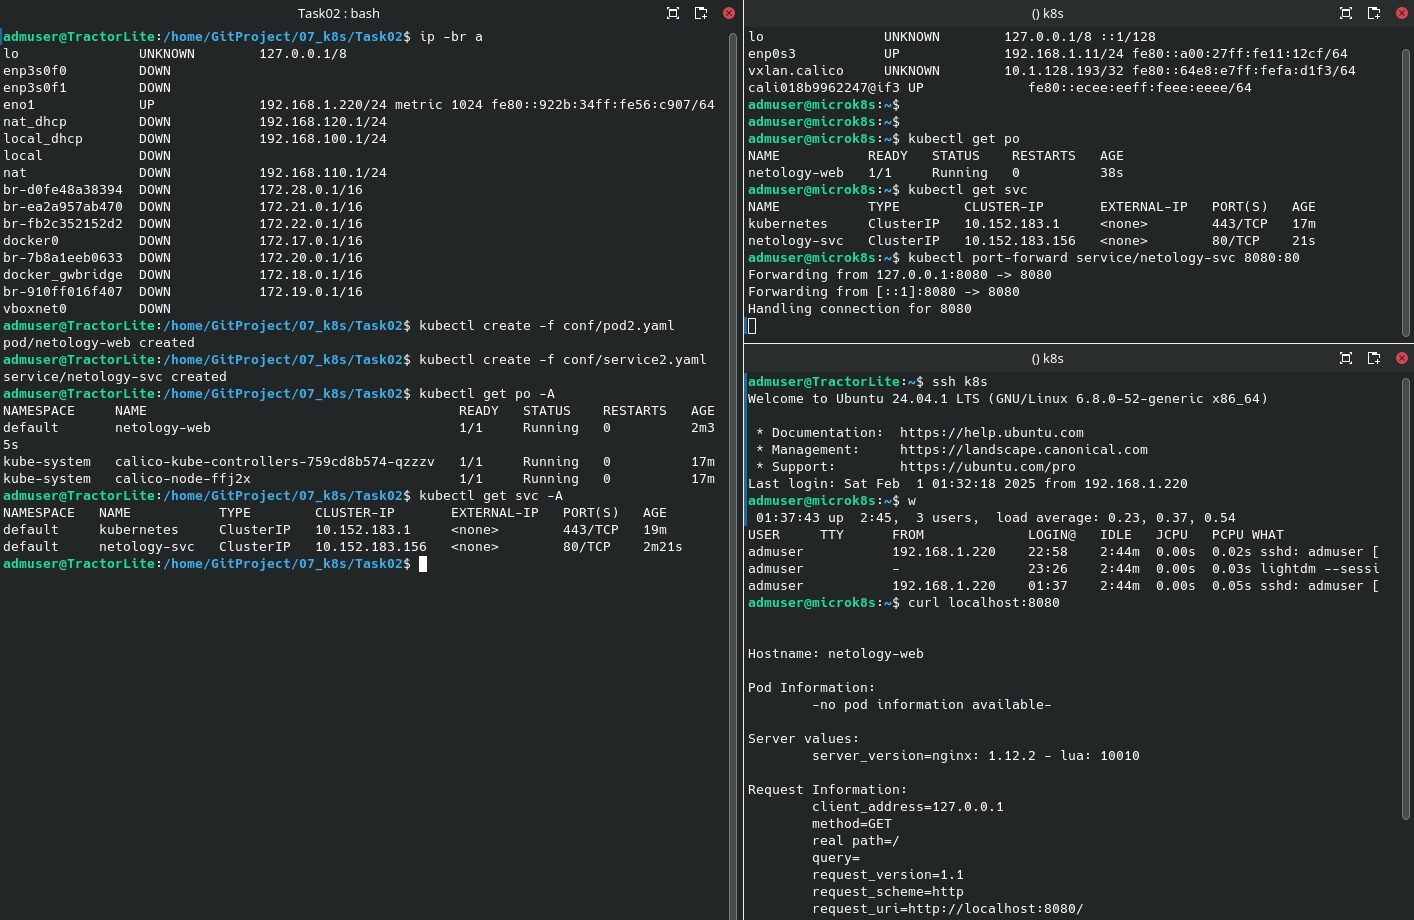 Task02 : bash
admuser@TractorLite:/home/GitProject/07_k8s/Task02$ ip -br a
lo               UNKNOWN        127.0.0.1/8
enp3s0f0         DOWN
enp3s0f1         DOWN
eno1             UP             192.168.1.220/24 metric 1024 fe80::922b:34ff:fe56:c907/64
nat_dhcp         DOWN           192.168.120.1/24
local_dhcp       DOWN           192.168.100.1/24
local            DOWN
nat              DOWN           192.168.110.1/24
br-d0fe48a38394  DOWN           172.28.0.1/16
br-ea2a957ab470  DOWN           172.21.0.1/16
br-fb2c352152d2  DOWN           172.22.0.1/16
docker0          DOWN           172.17.0.1/16
br-7b8a1eeb0633  DOWN           172.20.0.1/16
docker_gwbridge  DOWN           172.18.0.1/16
br-910ff016f407  DOWN           172.19.0.1/16
vboxnet0         DOWN
admuser@TractorLite:/home/GitProject/07_k8s/Task02$ kubectl create -f conf/pod2.yaml
pod/netology-web created
admuser@TractorLite:/home/GitProject/07_k8s/Task02$ kubectl create -f conf/service2.yaml
service/netology-svc created
admuser@TractorLite:/home/GitProject/07_k8s/Task02$ kubectl get po -A
NAMESPACE     NAME                                       READY   STATUS    RESTARTS   AGE
default       netology-web                               1/1     Running   0          2m3
5s
kube-system   calico-kube-controllers-759cd8b574-qzzzv   1/1     Running   0          17m
kube-system   calico-node-ffj2x                          1/1     Running   0          17m
admuser@TractorLite:/home/GitProject/07_k8s/Task02$ kubectl get svc -A
NAMESPACE   NAME           TYPE        CLUSTER-IP       EXTERNAL-IP   PORT(S)   AGE
default     kubernetes     ClusterIP   10.152.183.1     <none>        443/TCP   19m
default     netology-svc   ClusterIP   10.152.183.156   <none>        80/TCP    2m21s
admuser@TractorLite:/home/GitProject/07_k8s/Task02$
() k8s
lo               UNKNOWN        127.0.0.1/8 ::1/128
enp0s3           UP             192.168.1.11/24 fe80::a00:27ff:fe11:12cf/64
vxlan.calico     UNKNOWN        10.1.128.193/32 fe80::64e8:e7ff:fefa:d1f3/64
cali018b9962247@if3 UP             fe80::ecee:eeff:feee:eeee/64
admuser@microk8s:~$
admuser@microk8s:~$
admuser@microk8s:~$ kubectl get po
NAME           READY   STATUS    RESTARTS   AGE
netology-web   1/1     Running   0          38s
admuser@microk8s:~$ kubectl get svc
NAME           TYPE        CLUSTER-IP       EXTERNAL-IP   PORT(S)   AGE
kubernetes     ClusterIP   10.152.183.1     <none>        443/TCP   17m
netology-svc   ClusterIP   10.152.183.156   <none>        80/TCP    21s
admuser@microk8s:~$ kubectl port-forward service/netology-svc 8080:80
Forwarding from 127.0.0.1:8080 -> 8080
Forwarding from [::1]:8080 -> 8080
Handling connection for 8080
() k8s
admuser@TractorLite:~$ ssh k8s
Welcome to Ubuntu 24.04.1 LTS (GNU/Linux 6.8.0-52-generic x86_64)
* Documentation:  https://help.ubuntu.com
* Management:     https://landscape.canonical.com
* Support:        https://ubuntu.com/pro
Last login: Sat Feb  1 01:32:18 2025 from 192.168.1.220
admuser@microk8s:~$ w
01:37:43 up  2:45,  3 users,  load average: 0.23, 0.37, 0.54
USER     TTY      FROM             LOGIN@   IDLE   JCPU   PCPU WHAT
admuser           192.168.1.220    22:58    2:44m  0.00s  0.02s sshd: admuser [
admuser           -                23:26    2:44m  0.00s  0.03s lightdm --sessi
admuser           192.168.1.220    01:37    2:44m  0.00s  0.05s sshd: admuser [
admuser@microk8s:~$ curl localhost:8080
Hostname: netology-web
Pod Information:
-no pod information available-
Server values:
server_version=nginx: 1.12.2 - lua: 10010
Request Information:
client_address=127.0.0.1
method=GET
real path=/
query=
request_version=1.1
request_scheme=http
request_uri=http://localhost:8080/